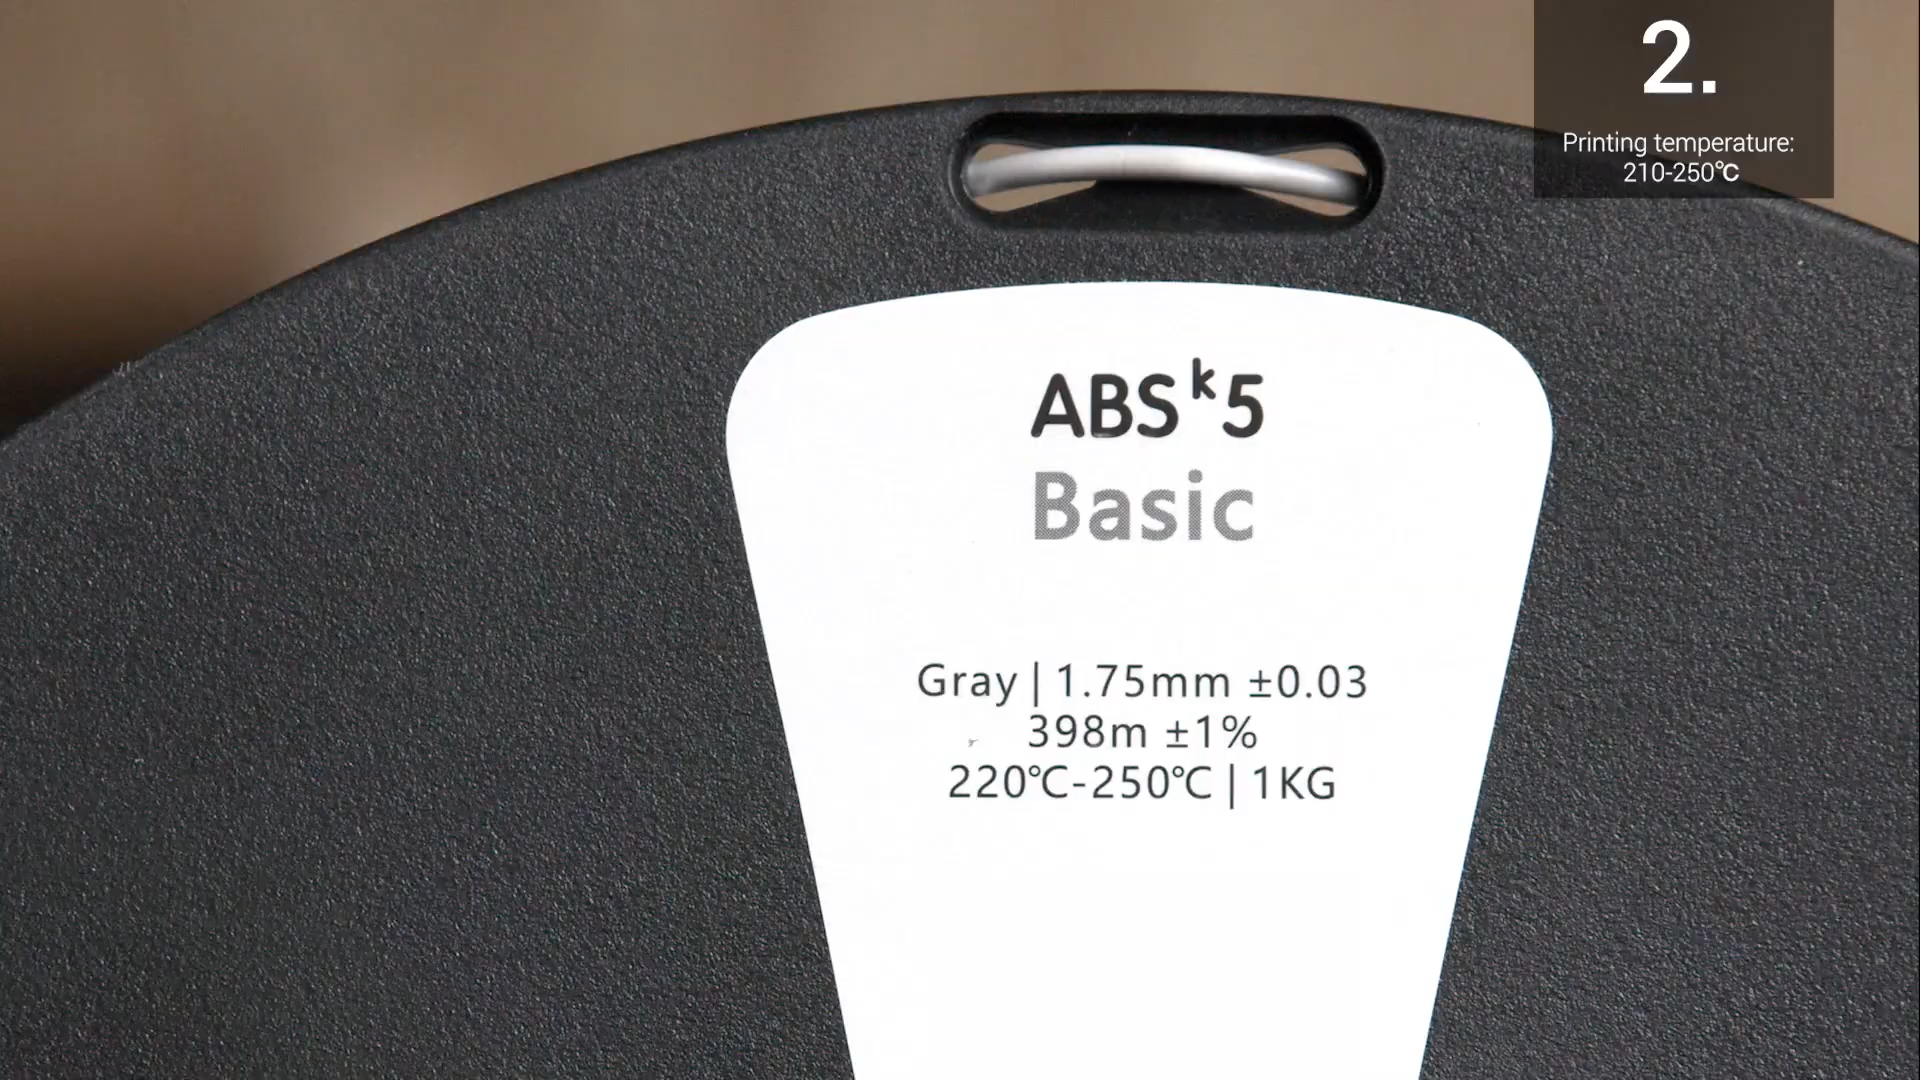 2.
Printing temperature:
210-250℃
ABS k5
Basic
Gray | 1.75mm ±0.03
398m ±1%
220℃-250℃ | 1KG